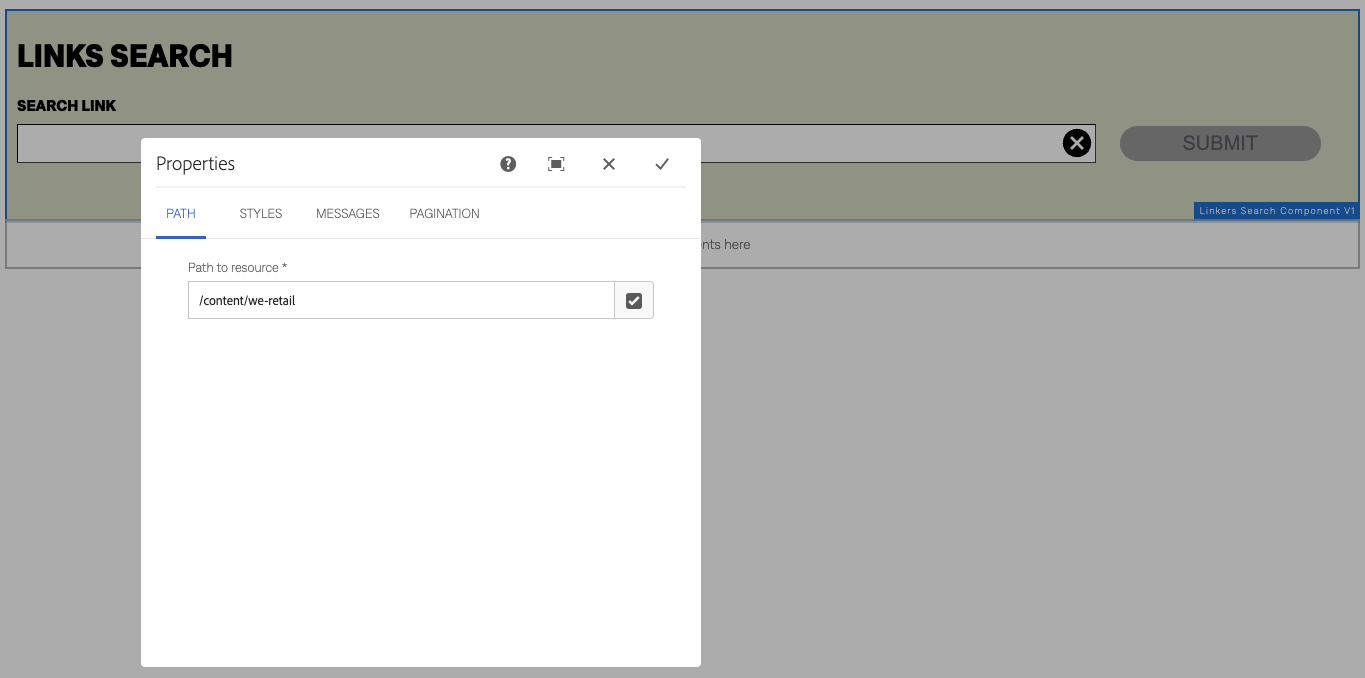 LINKS SEARCH
SEARCH LINK
SUBMIT
Properties
PATH STYLES MESSAGES PAGINATION
Linkers Search Component V1
nts here
Path to resource *
/content/we-retail